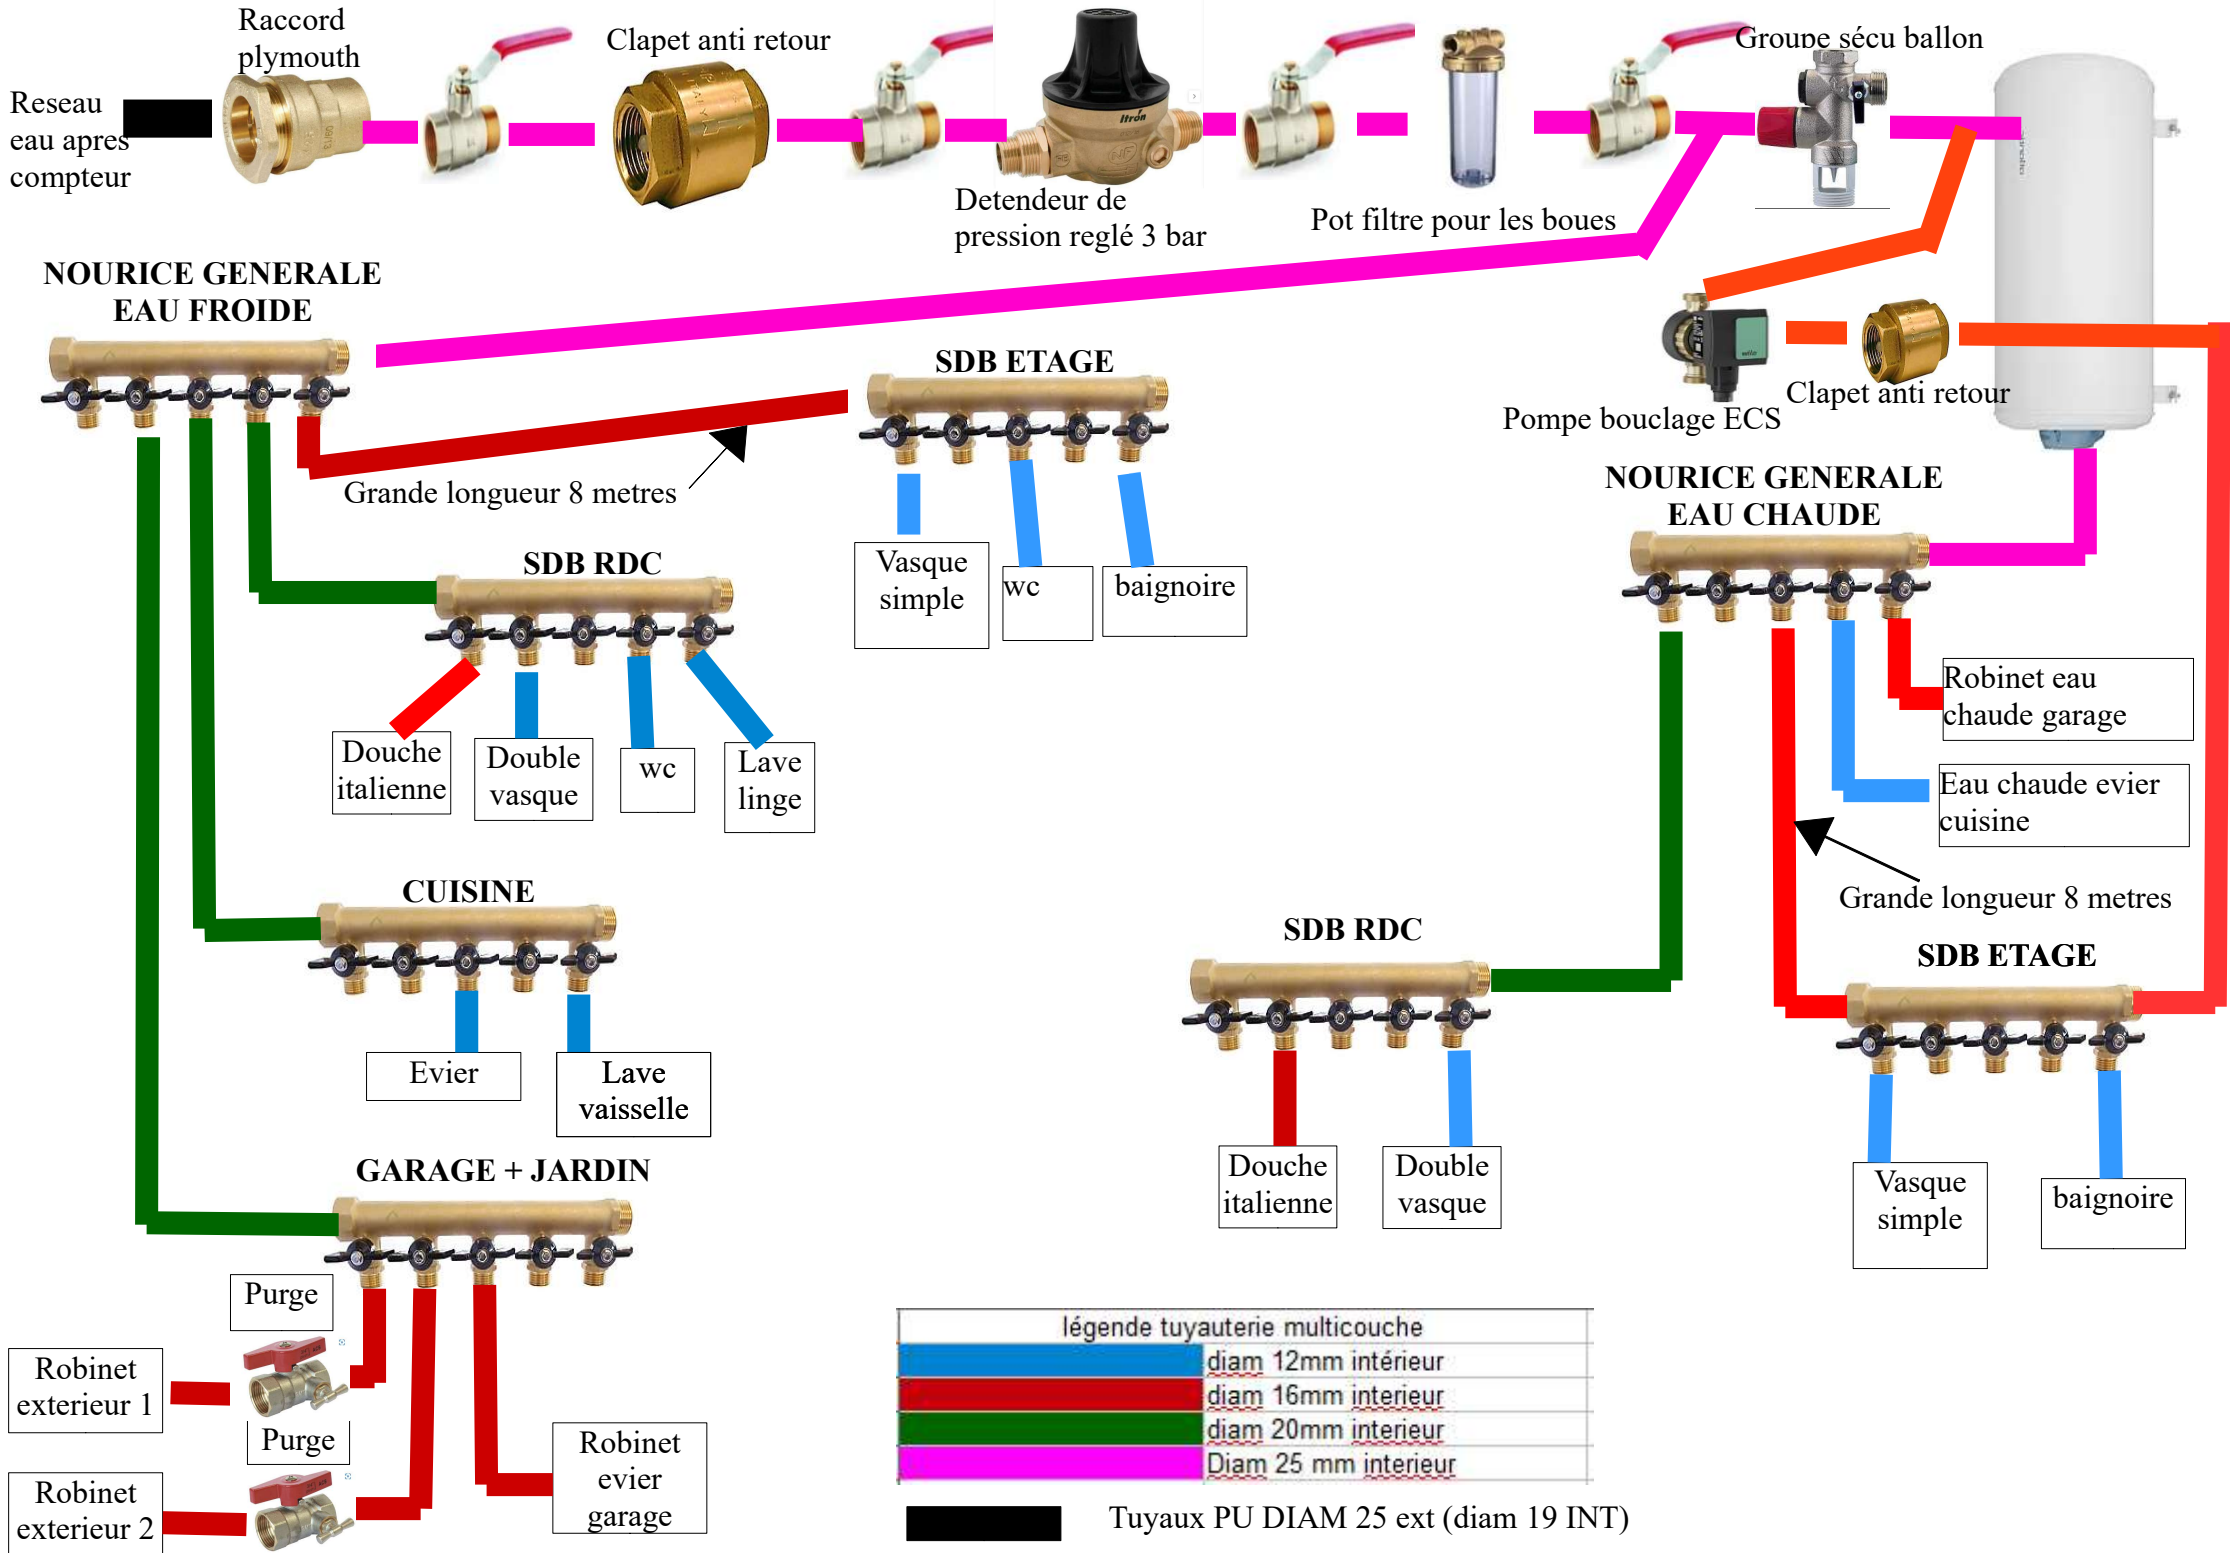 Raccord
plymouth
Clapet anti retour
Groupe sécu ballon
Reseau
eau apres
compteur
Itrón
Detendeur de
pression reglé 3 bar
Pot filtre pour les boues
NOURICE GENERALE
EAU FROIDE
SDB ETAGE
wilo
Pompe bouclage ECS
Clapet anti retour
Grande longueur 8 metres
NOURICE GENERALE
EAU CHAUDE
Vasque
simple
wc
baignoire
SDB RDC
Robinet eau
chaude garage
Douche
italienne
Double
vasque
wc
Lave
linge
Eau chaude evier
cuisine
Grande longueur 8 metres
CUISINE
SDB RDC
SDB ETAGE
Evier
Lave
vaisselle
Douche
italienne
Double
vasque
Vasque
simple
baignoire
GARAGE + JARDIN
Purge
Robinet
exterieur 1
Purge
Robinet
exterieur 2
Robinet
evier
garage
légende tuyauterie multicouche
diam 12mm intérieur
diam 16mm interieur
diam 20mm interieur
Diam 25 mm interieur
Tuyaux PU DIAM 25 ext (diam 19 INT)